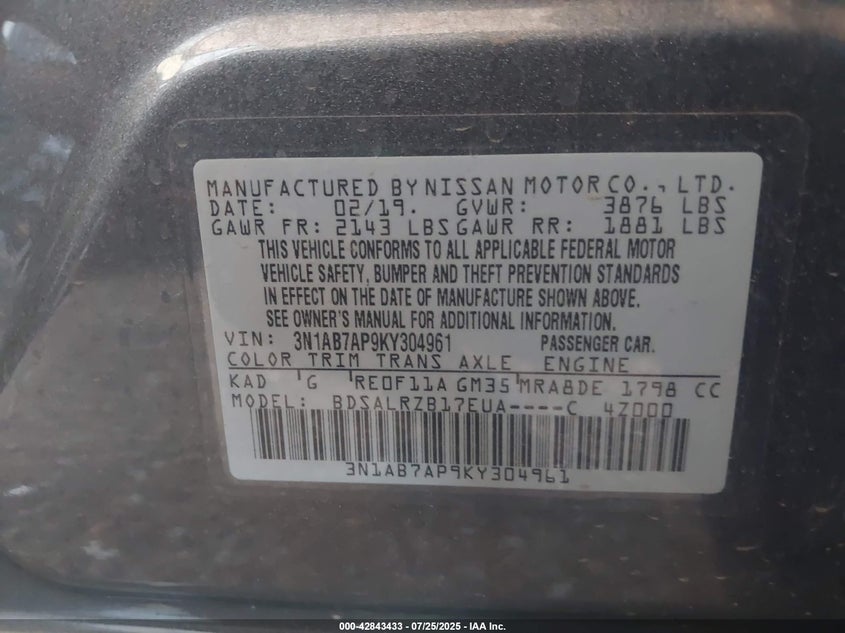 MANUFACTURED BY NISSAN MOTOR CO., LTD.
DATE: 02/19. GVWR: 3876 LBS
GAWR FR: 2143 LBS GAWR RR: 1881 LBS
THIS VEHICLE CONFORMS TO ALL APPLICABLE FEDERAL MOTOR
VEHICLE SAFETY, BUMPER AND THEFT PREVENTION STANDARDS
IN EFFECT ON THE DATE OF MANUFACTURE SHOWN ABOVE.
SEE OWNER'S MANUAL FOR ADDITIONAL INFORMATION.
VIN: 3N1AB7AP9KY304961 PASSENGER CAR.
COLOR TRIM TRANS AXLE ENGINE
KAD G RE0F11A GM35 MRA8DE 1798 CC
MODEL: BDSALRZB17EUA----C 4Z000
3N1AB7AP9KY304961
000-42843433 - 07/25/2025 - IAA Inc.